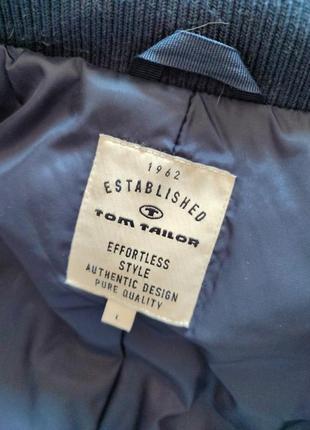 1962
ESTABLISHED
T
TOM TAILOR
EFFORTLESS
STYLE
AUTHENTIC DESIGN
PURE QUALITY